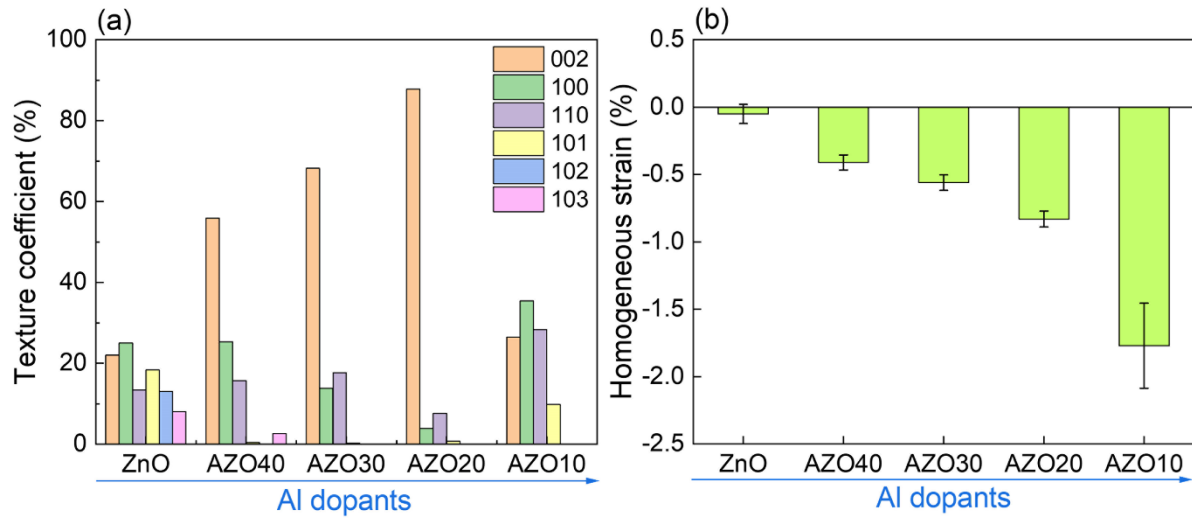 (a)
100
80
60
40
20
0
Texture coefficient (%)
002
100
110
101
102
103
ZnO AZO40 AZO30 AZO20 AZO10
Al dopants
(b)
0.5
0.0
-0.5
-1.0
-1.5
-2.0
-2.5
Homogeneous strain (%)
ZnO AZO40 AZO30 AZO20 AZO10
Al dopants